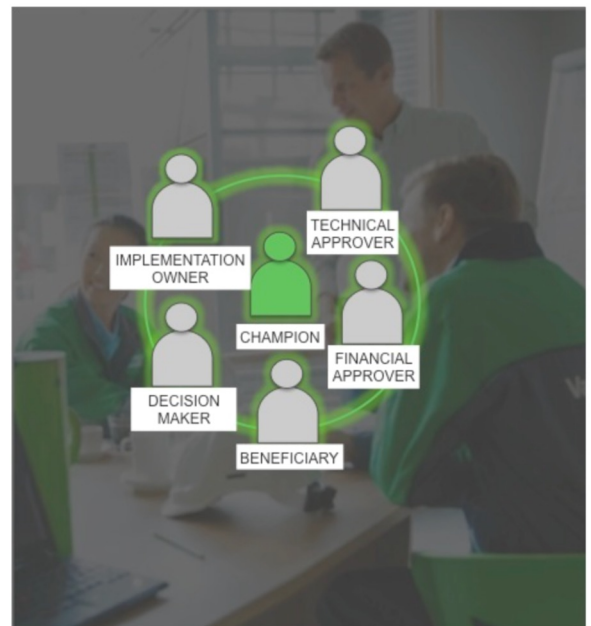 TECHNICAL
APPROVER
IMPLEMENTATION
OWNER
CHAMPION
FINANCIAL
APPROVER
DECISION
MAKER
BENEFICIARY